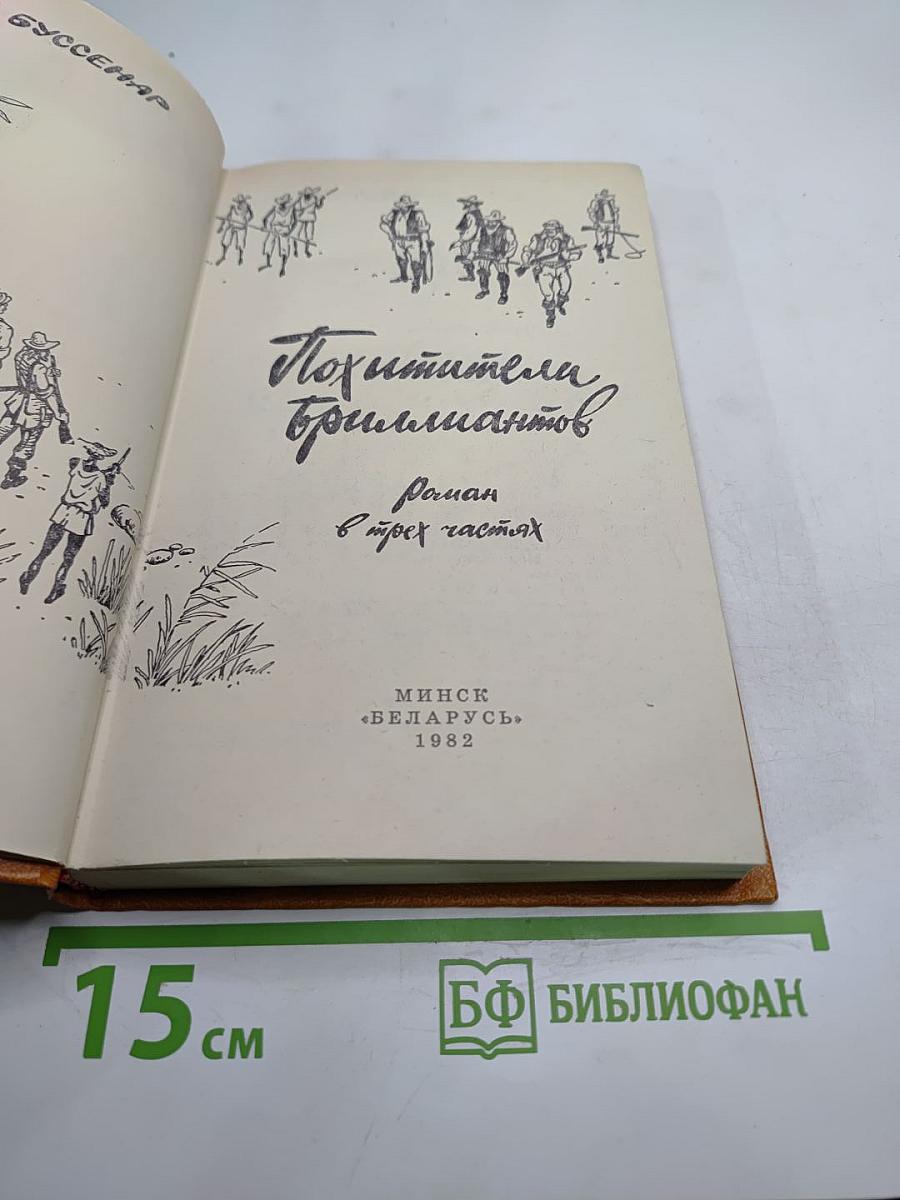 БУССЕНАР
Похитители
Бриллиантов
Роман
в трех частях
МИНСК
«БЕЛАРУСЬ»
1982
15 см
БФ БИБЛИОФАН